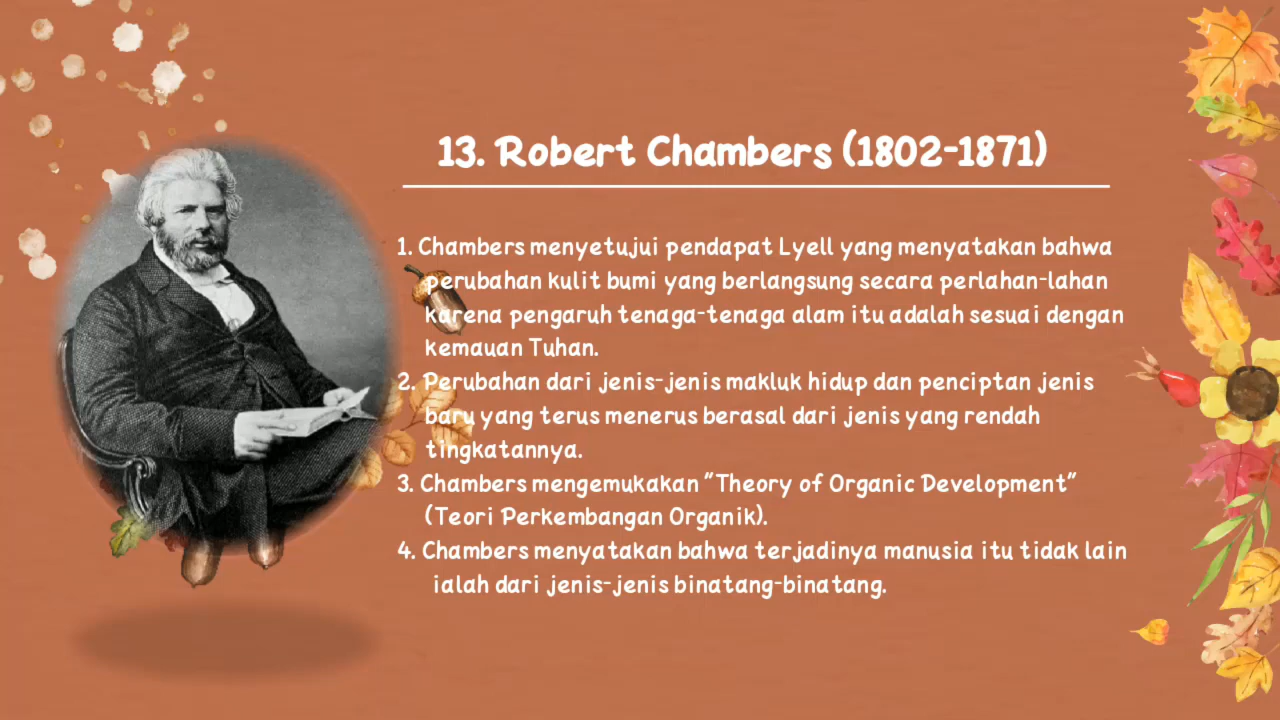 13. Robert Chambers (1802-1871)
1. Chambers menyetujui pendapat Lyell yang menyatakan bahwa
perubahan kulit bumi yang berlangsung secara perlahan-lahan
karena pengaruh tenaga-tenaga alam itu adalah sesuai dengan
kemauan Tuhan.
2. Perubahan dari jenis-jenis makluk hidup dan penciptan jenis
baru yang terus menerus berasal dari jenis yang rendah
tingkatannya.
3. Chambers mengemukakan "Theory of Organic Development"
(Teori Perkembangan Organik).
4. Chambers menyatakan bahwa terjadinya manusia itu tidak lain
ialah dari jenis-jenis binatang-binatang.